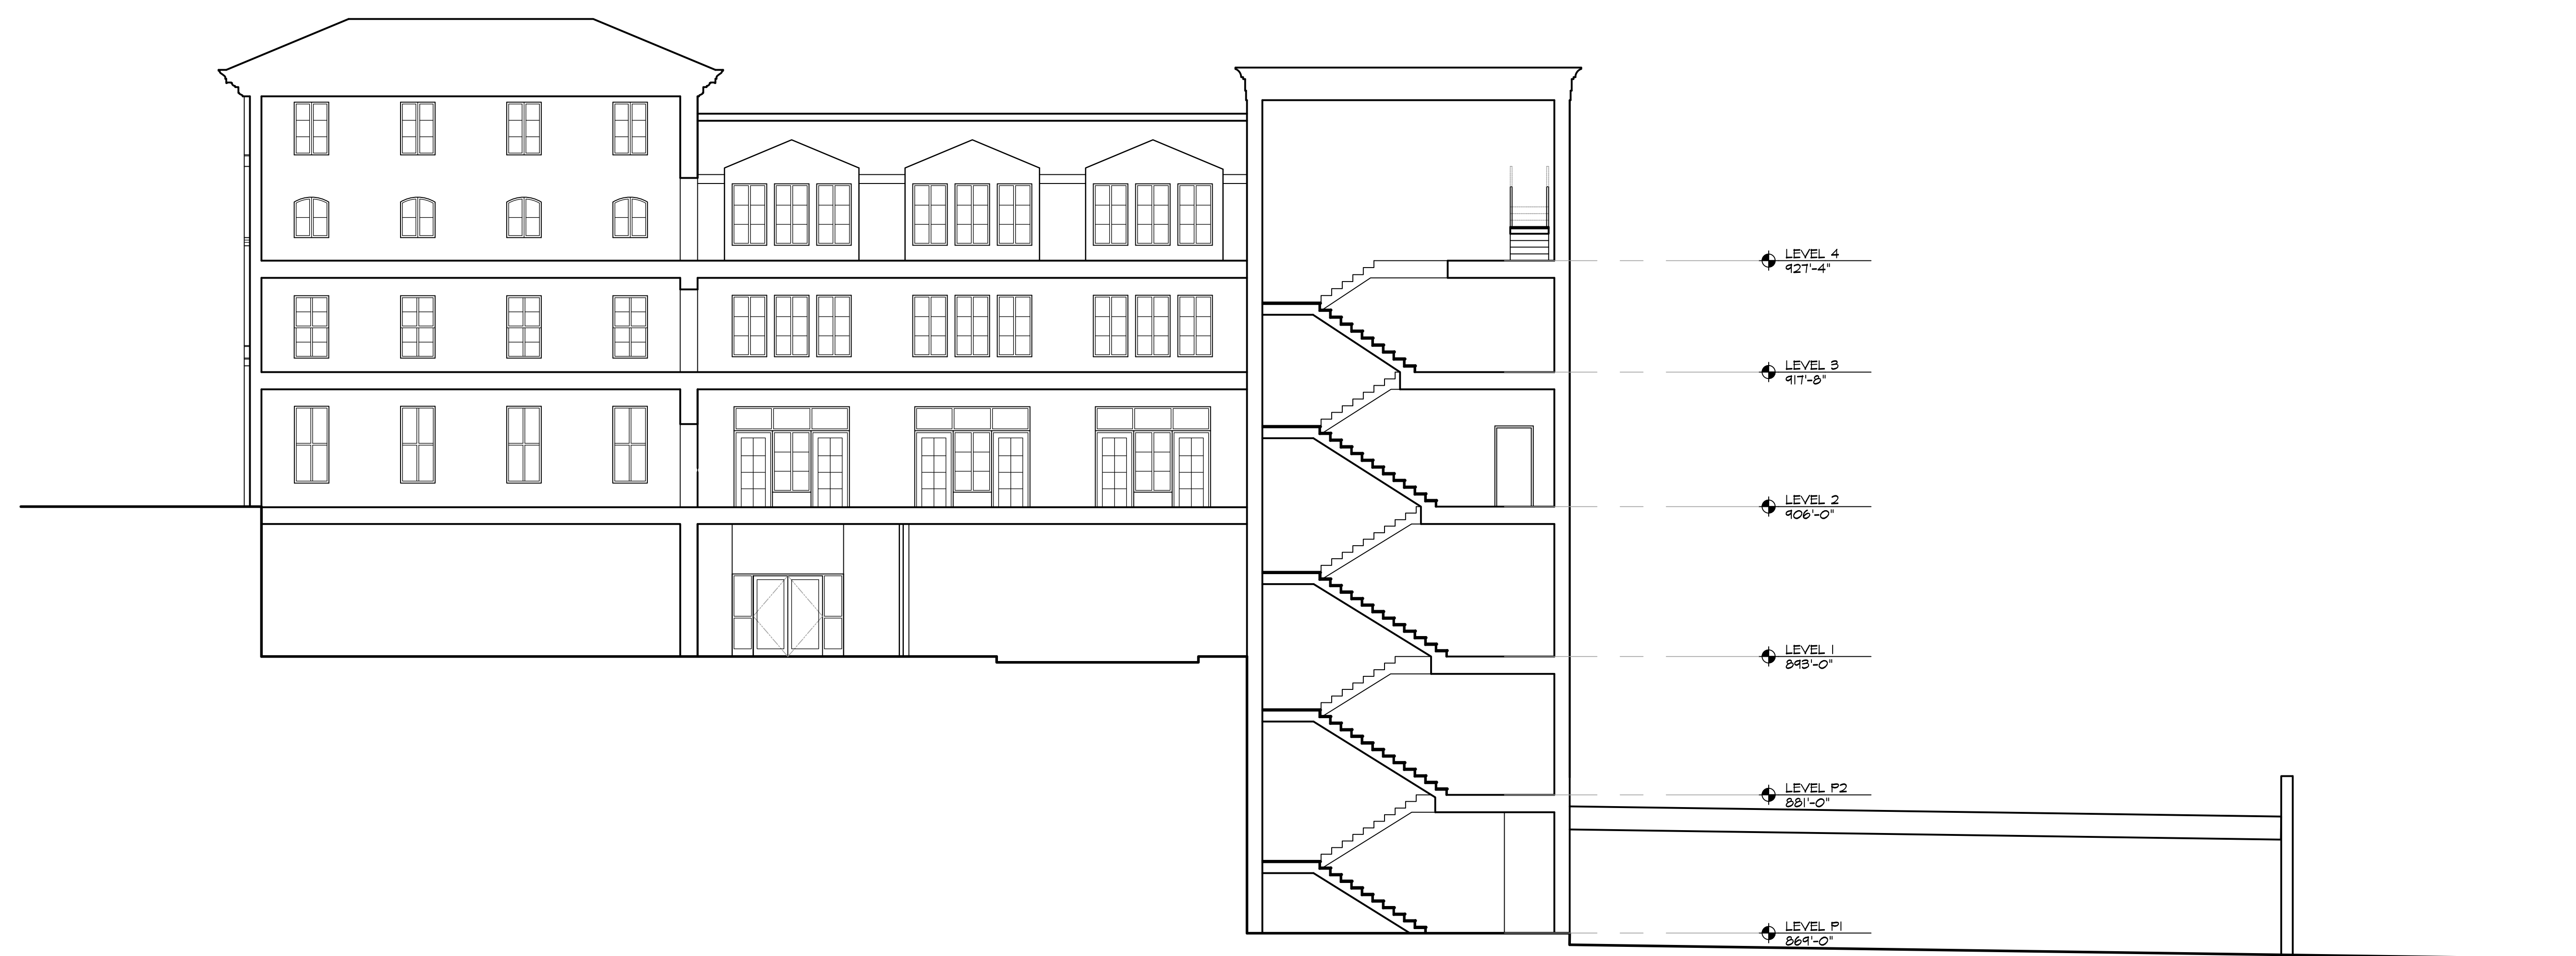 LEVEL 4
927'-4"
LEVEL 3
917'-8"
LEVEL 2
906'-0"
LEVEL 1
893'-0"
LEVEL P2
881'-0"
LEVEL P1
869'-0"